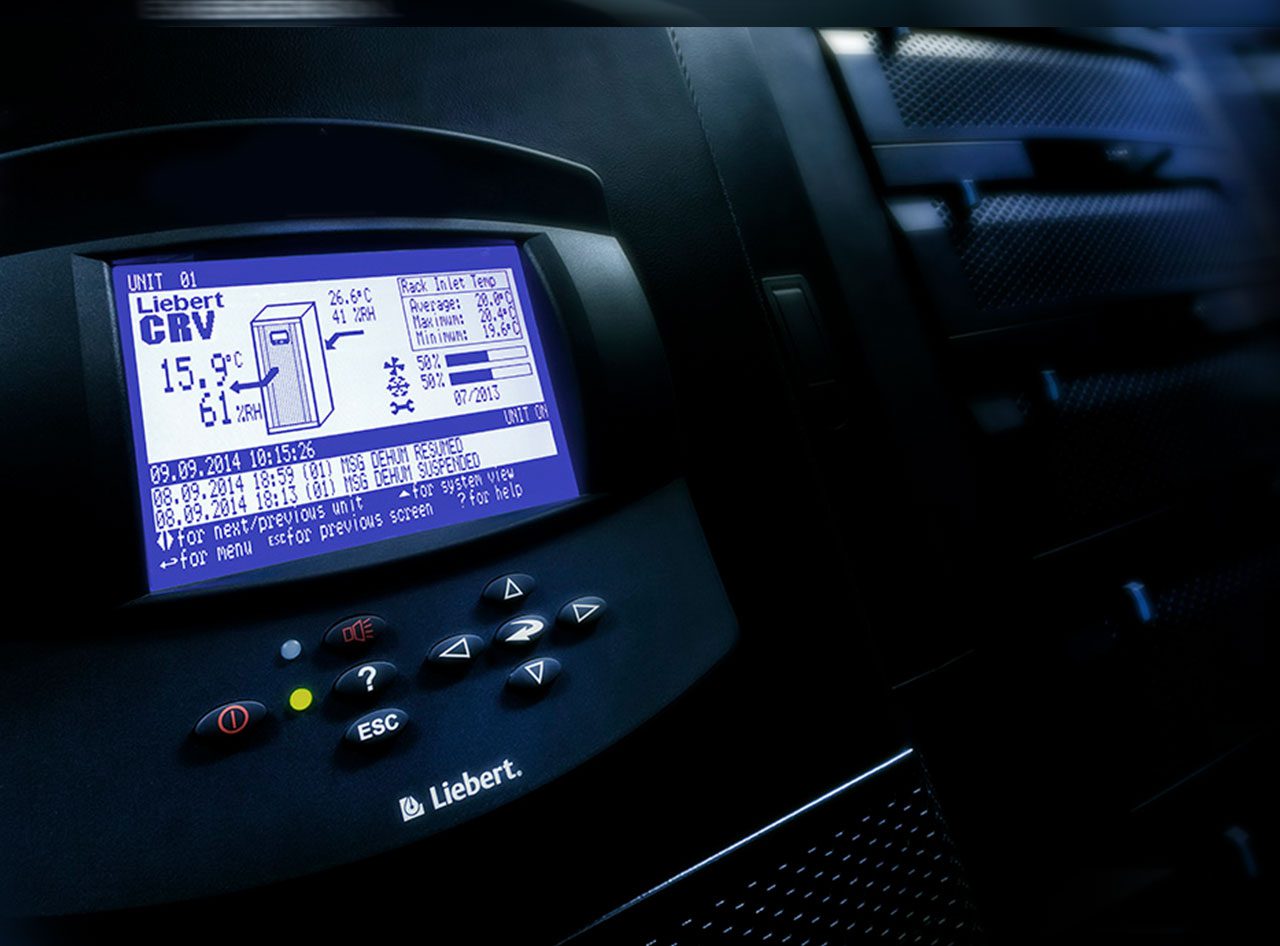 UNIT 01
Liebert
CRV
26.6°C
41 %RH
Rack Inlet Temp
Average: 20.0°C
Maximum: 20.4°C
Minimum: 19.6°C
15.9°C
61%RH
50%
50%
07/2013
UNIT ON
09.09.2014 10:15:26
08.09.2014 18:59 (01) MSG DEHUM RESUMED
08.09.2014 18:13 (01) MSG DEHUM SUSPENDED
for next/previous unit for system view
for menu ESC for previous screen ? for help
?
ESC
Liebert®